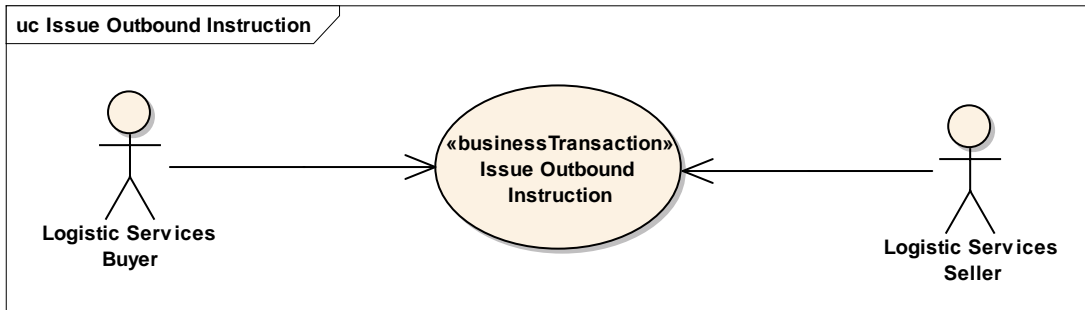 uc Issue Outbound Instruction
«businessTransaction»
Issue Outbound
Instruction
Logistic Services
Buyer
Logistic Services
Seller